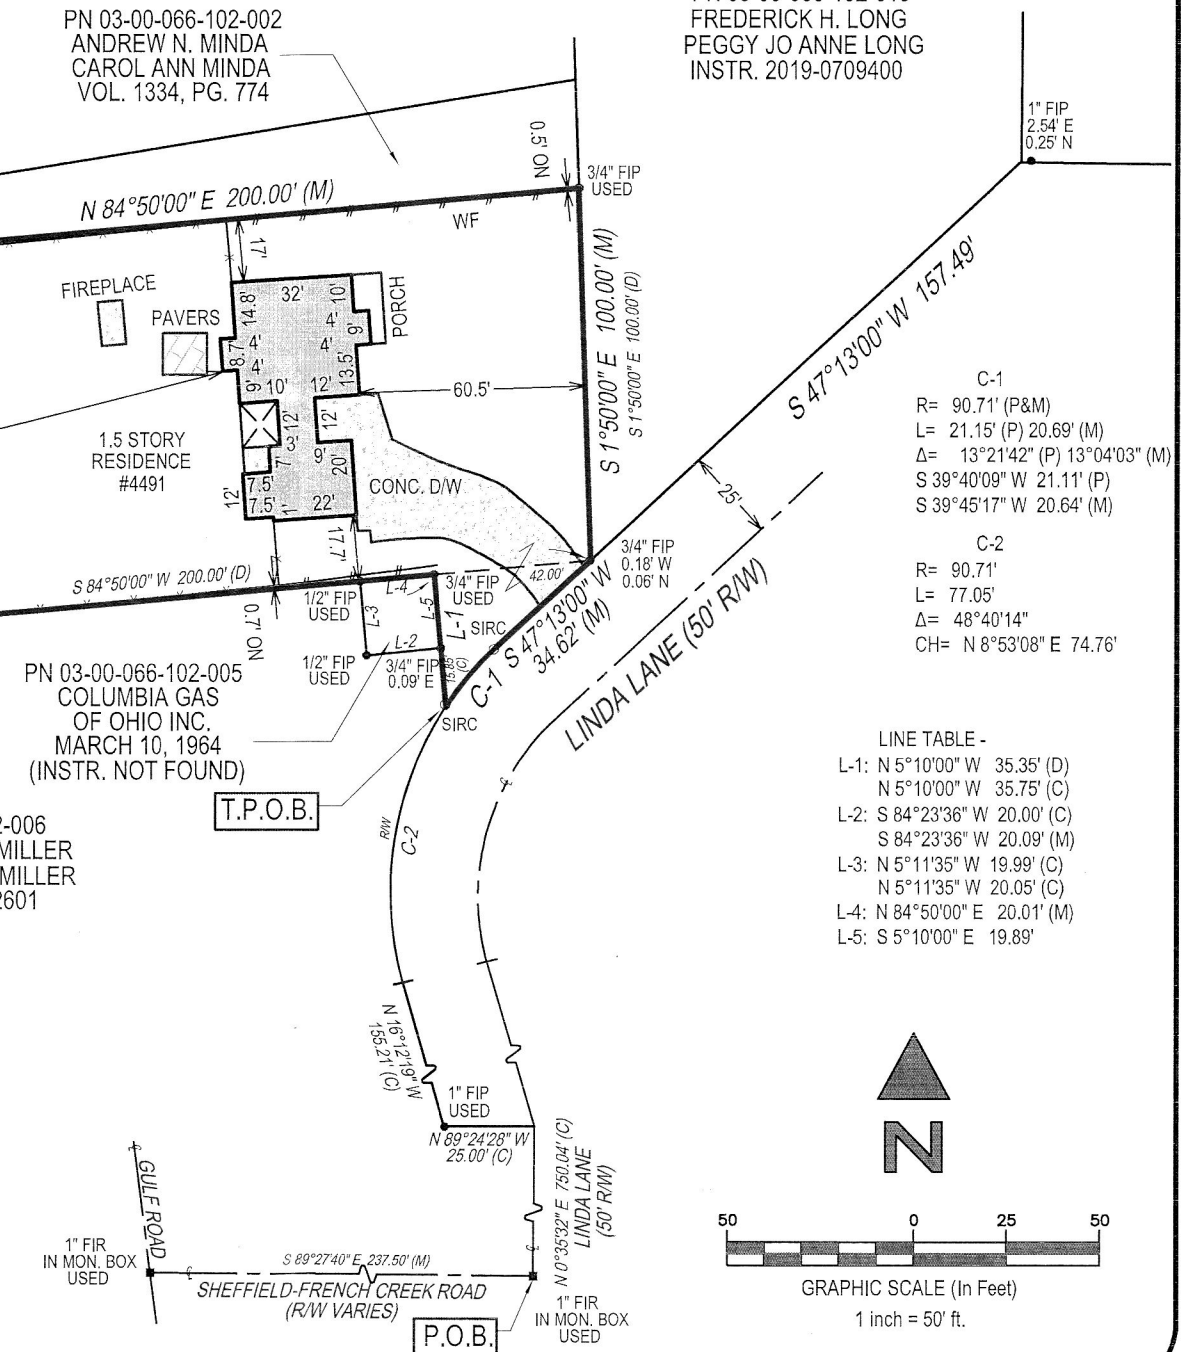 PN 03-00-066-102-002
ANDREW N. MINDA
CAROL ANN MINDA
VOL. 1334, PG. 774
FREDERICK H. LONG
PEGGY JO ANNE LONG
INSTR. 2019-0709400
1" FIP
2.54' E
0.25' N
0.5' ON
3/4" FIP
USED
N 84°50'00" E 200.00' (M)
WF
17'
FIREPLACE
PAVERS
PORCH
32'
10'
14.8'
4'
9'
4'
4'
8.7'
4'
13.5'
9'
10'
12'
12'
12'
3'
7'
9'
20'
7.5'
7.5'
12'
1'
22'
60.5'
S 1°50'00" E 100.00' (M)
S 1°50'00" E 100.00' (D)
S 47°13'00" W 157.49'
1.5 STORY
RESIDENCE
#4491
CONC. D/W
25'
C-1
R= 90.71' (P&M)
L= 21.15' (P) 20.69' (M)
Δ= 13°21'42" (P) 13°04'03" (M)
S 39°40'09" W 21.11' (P)
S 39°45'17" W 20.64' (M)
C-2
R= 90.71'
L= 77.05'
Δ= 48°40'14"
CH= N 8°53'08" E 74.76'
17.7'
3/4" FIP
0.18' W
0.06' N
42.00'
S 84°50'00" W 200.00' (D)
0.7' ON
L-4
3/4" FIP
USED
1/2" FIP
USED
L-3
L-5
L-1
L-2
SIRC
S 47°13'00" W
34.62' (M)
C-1
1/2" FIP
USED
3/4" FIP
0.09' E
15.85'
(C)
SIRC
LINDA LANE (50' R/W)
PN 03-00-066-102-005
COLUMBIA GAS
OF OHIO INC.
MARCH 10, 1964
(INSTR. NOT FOUND)
T.P.O.B.
2-006
MILLER
MILLER
2601
R/W
C-2
LINE TABLE -
L-1: N 5°10'00" W 35.35' (D)
N 5°10'00" W 35.75' (C)
L-2: S 84°23'36" W 20.00' (C)
S 84°23'36" W 20.09' (M)
L-3: N 5°11'35" W 19.99' (C)
N 5°11'35" W 20.05' (C)
L-4: N 84°50'00" E 20.01' (M)
L-5: S 5°10'00" E 19.89'
N 16°12'19" W
155.21' (C)
1" FIP
USED
N 89°24'28" W
25.00' (C)
N 0°35'32" E 750.04' (C)
LINDA LANE
(50' R/W)
GULF ROAD
1" FIR
IN MON. BOX
USED
S 89°27'40" E 237.50' (M)
SHEFFIELD-FRENCH CREEK ROAD
(R/W VARIES)
P.O.B.
1" FIR
IN MON. BOX
USED
N
50 0 25 50
GRAPHIC SCALE (In Feet)
1 inch = 50' ft.